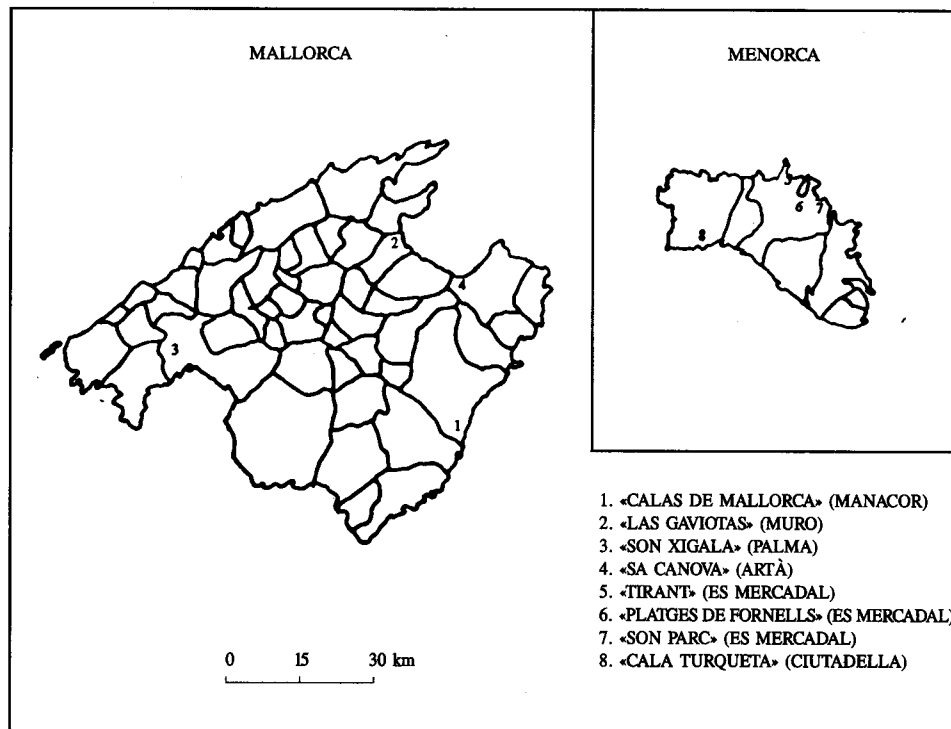 MALLORCA
MENORCA
2
4
3
1
5
6
7
8
0 15 30 km
1. «CALAS DE MALLORCA» (MANACOR)
2. «LAS GAVIOTAS» (MURO)
3. «SON XIGALA» (PALMA)
4. «SA CANOVA» (ARTÀ)
5. «TIRANT» (ES MERCADAL)
6. «PLATGES DE FORNELLS» (ES MERCADAL)
7. «SON PARC» (ES MERCADAL)
8. «CALA TURQUETA» (CIUTADELLA)